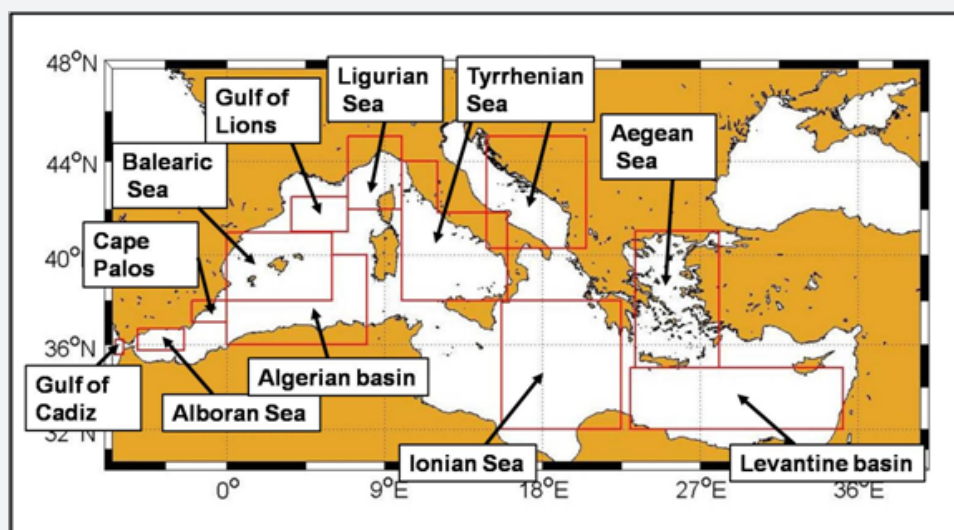 48°N
44°N
40°N
36°N
32°N
Gulf of
Lions
Ligurian
Sea
Tyrrhenian
Sea
Aegean
Sea
Balearic
Sea
Cape
Palos
Gulf of
Cadiz
Alboran Sea
Algerian basin
Ionian Sea
Levantine basin
0°
9°E
18°E
27°E
36°E